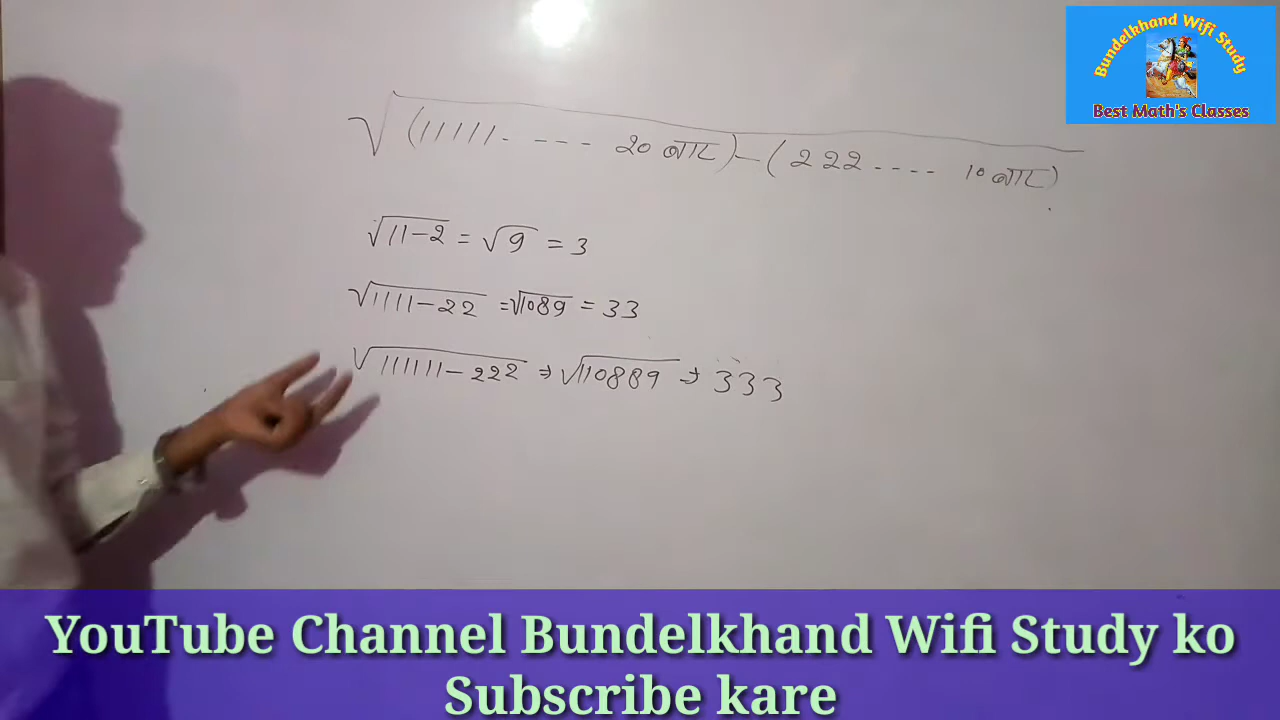 Bundelkhand Wifi Study
Best Math's Classes
√(11111. - - - - २० बार) – (222 . . . . 10 बार)
√11–2 = √9 = 3
√1111–22 = √1089 = 33
√111111–222 ⇒ √110889 ⇒ 333
YouTube Channel Bundelkhand Wifi Study ko
Subscribe kare